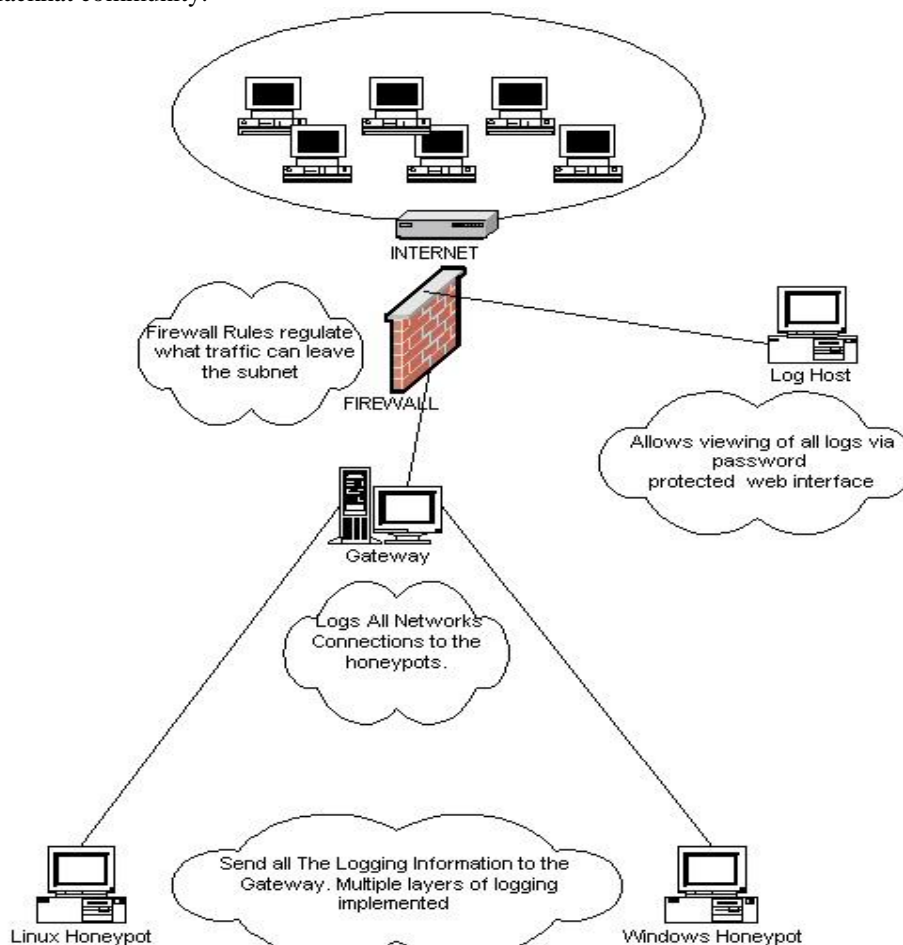 INTERNET
Firewall Rules regulate
what traffic can leave
the subnet
FIREWALL
Log Host
Allows viewing of all logs via
password
protected web interface
Gateway
Logs All Networks
Connections to the
honeypots.
Send all The Logging Information to the
Gateway. Multiple layers of logging
implemented
Linux Honeypot
Windows Honeypot